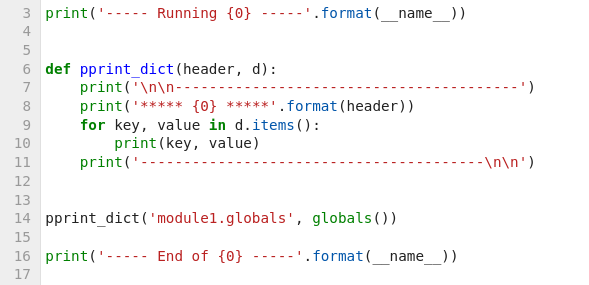 3 print('----- Running {0} -----'.format(__name__))
4
5
6 def pprint_dict(header, d):
7     print('\n\n----------------------------------------')
8     print('***** {0} *****'.format(header))
9     for key, value in d.items():
10         print(key, value)
11     print('----------------------------------------\n\n')
12
13
14 pprint_dict('module1.globals', globals())
15
16 print('----- End of {0} -----'.format(__name__))
17